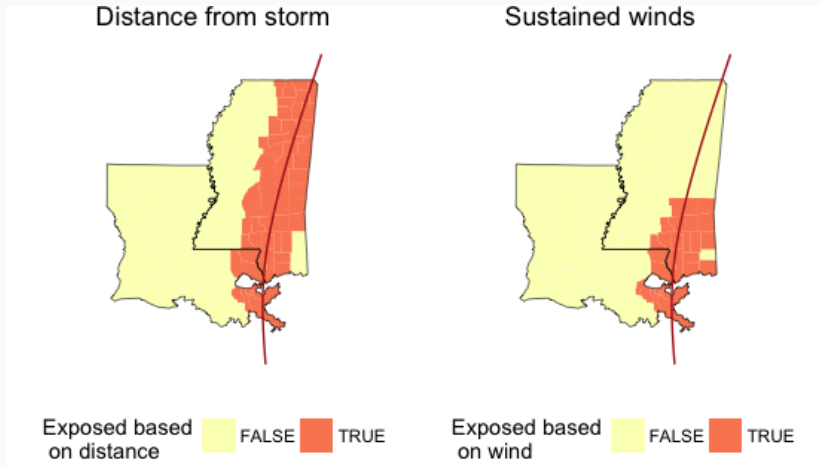 Distance from storm
Sustained winds
Exposed based
on distance
FALSE
TRUE
Exposed based
on wind
FALSE
TRUE